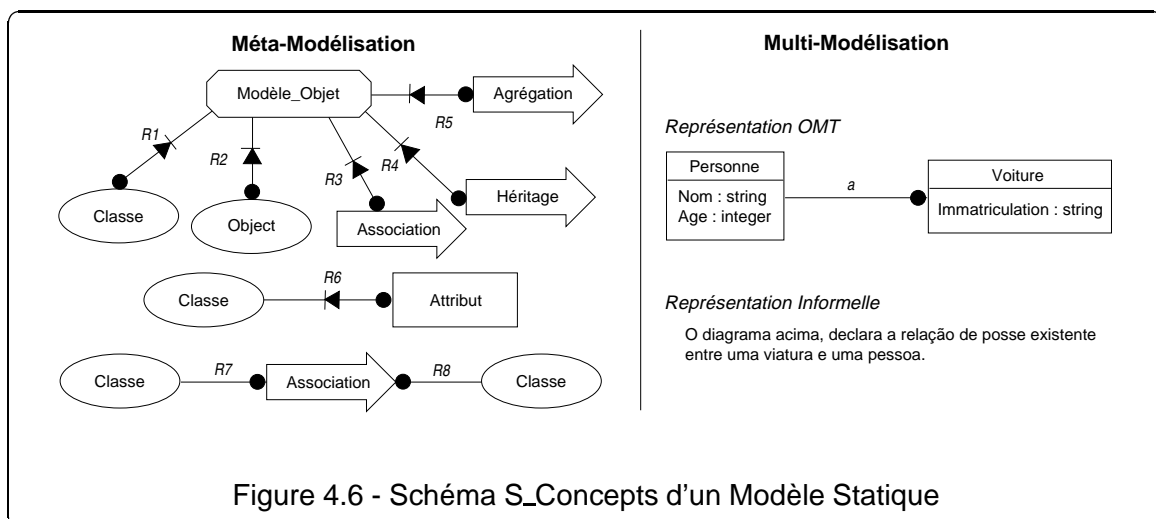 Méta-Modélisation
Modèle_Objet
Agrégation
R1
R2
R3
R4
R5
Classe
Object
Association
Héritage
Classe
R6
Attribut
Classe
R7
Association
R8
Classe
Multi-Modélisation
Représentation OMT
Personne
Nom : string
Age : integer
a
Voiture
Immatriculation : string
Représentation Informelle
O diagrama acima, declara a relação de posse existente
entre uma viatura e uma pessoa.
Figure 4.6 - Schéma S_Concepts d'un Modèle Statique